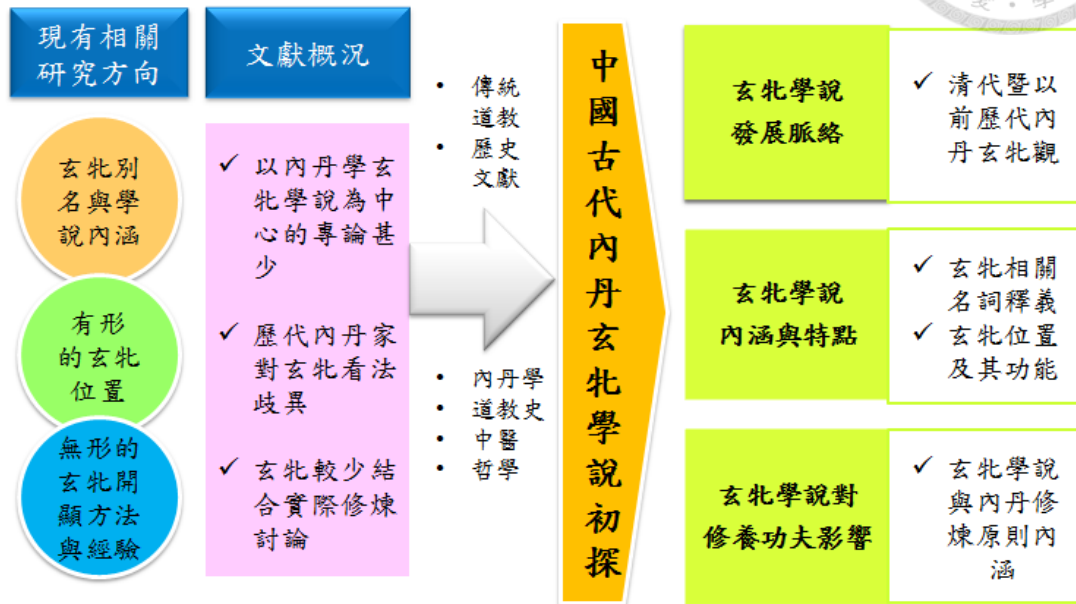 現有相關
研究方向
文獻概況
玄牝別
名與學
說內涵
有形
的玄牝
位置
無形的
玄牝開
顯方法
與經驗
✓ 以內丹學玄
牝學說為中
心的專論甚
少
✓ 歷代內丹家
對玄牝看法
歧異
✓ 玄牝較少結
合實際修煉
討論
• 傳統
道教
• 歷史
文獻
• 內丹學
• 道教史
• 中醫
• 哲學
中國古代內丹玄牝學說初探
玄牝學說
發展脈絡
✓ 清代暨以
前歷代內
丹玄牝觀
玄牝學說
內涵與特點
✓ 玄牝相關
名詞釋義
✓ 玄牝位置
及其功能
玄牝學說對
修養功夫影響
✓ 玄牝學說
與內丹修
煉原則內
涵
愛·學